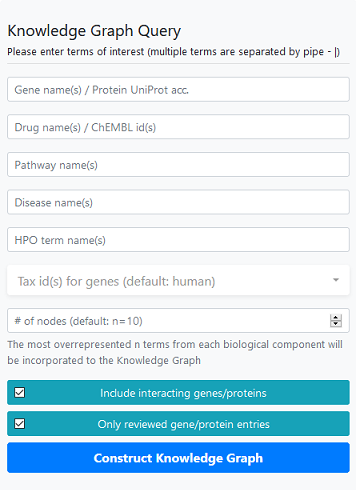 Knowledge Graph Query
Please enter terms of interest (multiple terms are separated by pipe - |)
Gene name(s) / Protein UniProt acc.
Drug name(s) / ChEMBL id(s)
Pathway name(s)
Disease name(s)
HPO term name(s)
Tax id(s) for genes (default: human)
# of nodes (default: n=10)
The most overrepresented n terms from each biological component will
be incorporated to the Knowledge Graph
Include interacting genes/proteins
Only reviewed gene/protein entries
Construct Knowledge Graph